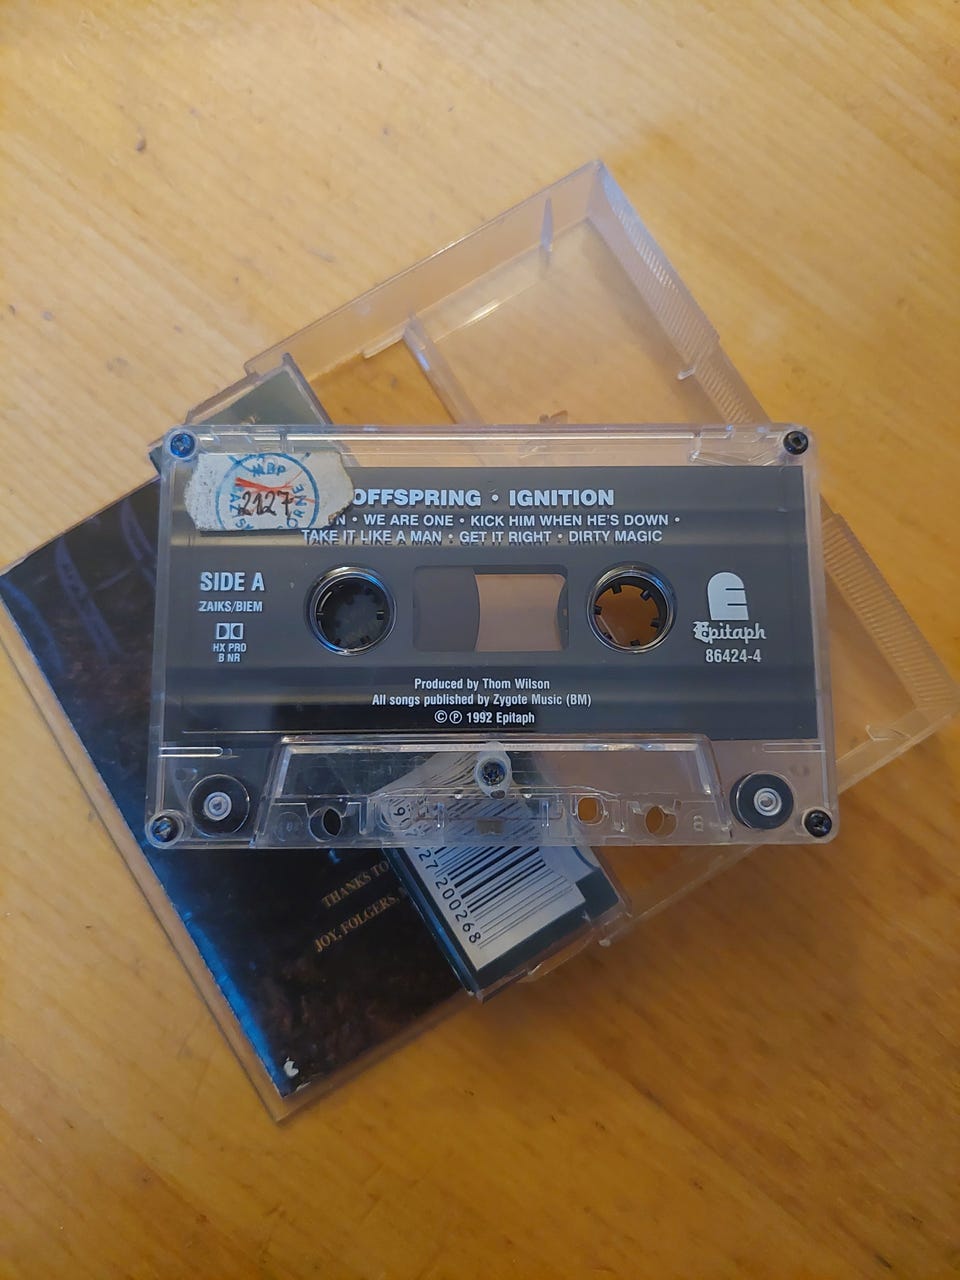 MBP
2127
OFFSPRING • IGNITION
• WE ARE ONE • KICK HIM WHEN HE'S DOWN •
TAKE IT LIKE A MAN • GET IT RIGHT • DIRTY MAGIC
SIDE A
ZAIKS/BIEM
HX PRO
B NR
E
Epitaph
86424-4
Produced by Thom Wilson
All songs published by Zygote Music (BM)
©℗ 1992 Epitaph
THANKS TO
JOY, FOLGERS,
27200268